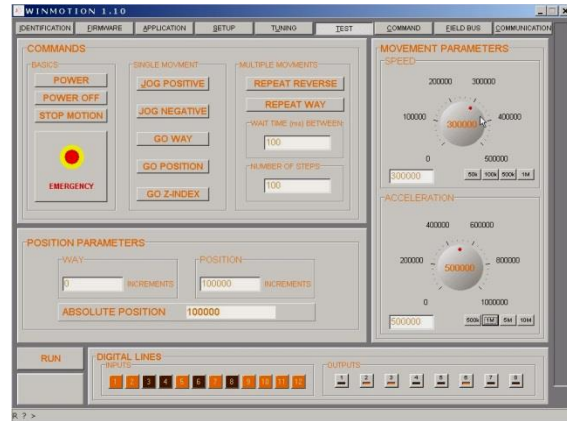 WINMOTION 1.10
IDENTIFICATION FIRMWARE APPLICATION SETUP TUNING TEST COMMAND FIELD BUS COMMUNICATION
COMMANDS
BASICS
POWER
POWER OFF
STOP MOTION
EMERGENCY
SINGLE MOVMENT
JOG POSITIVE
JOG NEGATIVE
GO WAY
GO POSITION
GO Z-INDEX
MULTIPLE MOVMENTS
REPEAT REVERSE
REPEAT WAY
WAIT TIME (ms) BETWEEN
100
NUMBER OF STEPS
100
MOVEMENT PARAMETERS
SPEED
200000 300000
100000 400000
300000
0 500000
300000 50k 100k 500k 1M
ACCELERATION
400000 600000
200000 800000
500000
0 1000000
500000 500k 1M 5M 10M
POSITION PARAMETERS
WAY
0 INCREMENTS
POSITION
100000 INCREMENTS
ABSOLUTE POSITION 100000
RUN
DIGITAL LINES
INPUTS
1 2 3 4 5 6 7 8 9 10 11 12
OUTPUTS
1 2 3 4 5 6 7 8
R ? >